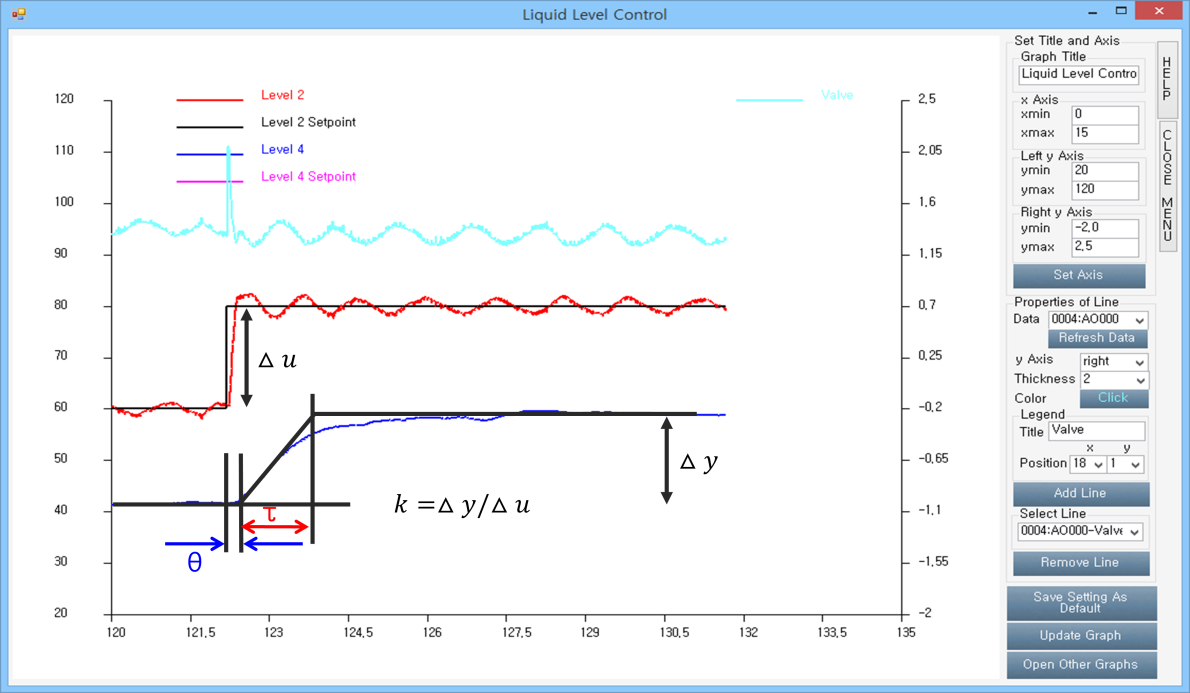 Liquid Level Control
Level 2
Level 2 Setpoint
Level 4
Level 4 Setpoint
Valve
120
110
100
90
80
70
60
50
40
30
20
2,5
2,05
1,6
1,15
0,7
0,25
-0,2
-0,65
-1,1
-1,55
-2
120
121,5
123
124,5
126
127,5
129
130,5
132
133,5
135
△ u
△ y
k =△ y/△ u
τ
θ
Set Title and Axis
Graph Title
Liquid Level Contro
x Axis
xmin 0
xmax 15
Left y Axis
ymin 20
ymax 120
Right y Axis
ymin -2,0
ymax 2,5
Set Axis
Properties of Line
Data 0004:AO000
Refresh Data
y Axis right
Thickness 2
Color Click
Legend
Title Valve
x y
Position 18 1
Add Line
Select Line
0004:AO000-Valve
Remove Line
Save Setting As
Default
Update Graph
Open Other Graphs
HELP
CLOSE MENU